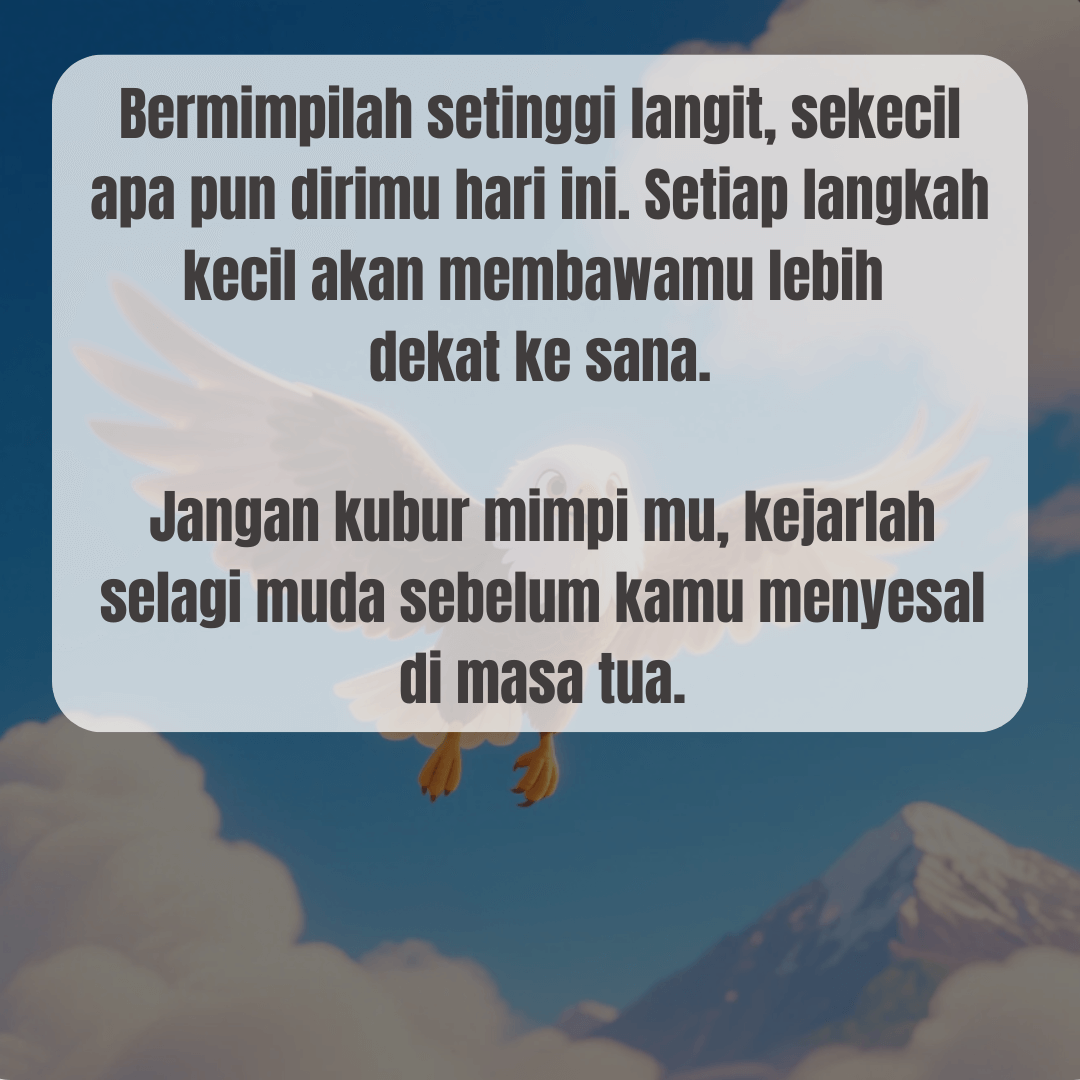 Bermimpilah setinggi langit, sekecil
apa pun dirimu hari ini. Setiap langkah
kecil akan membawamu lebih
dekat ke sana.
Jangan kubur mimpi mu, kejarlah
selagi muda sebelum kamu menyesal
di masa tua.